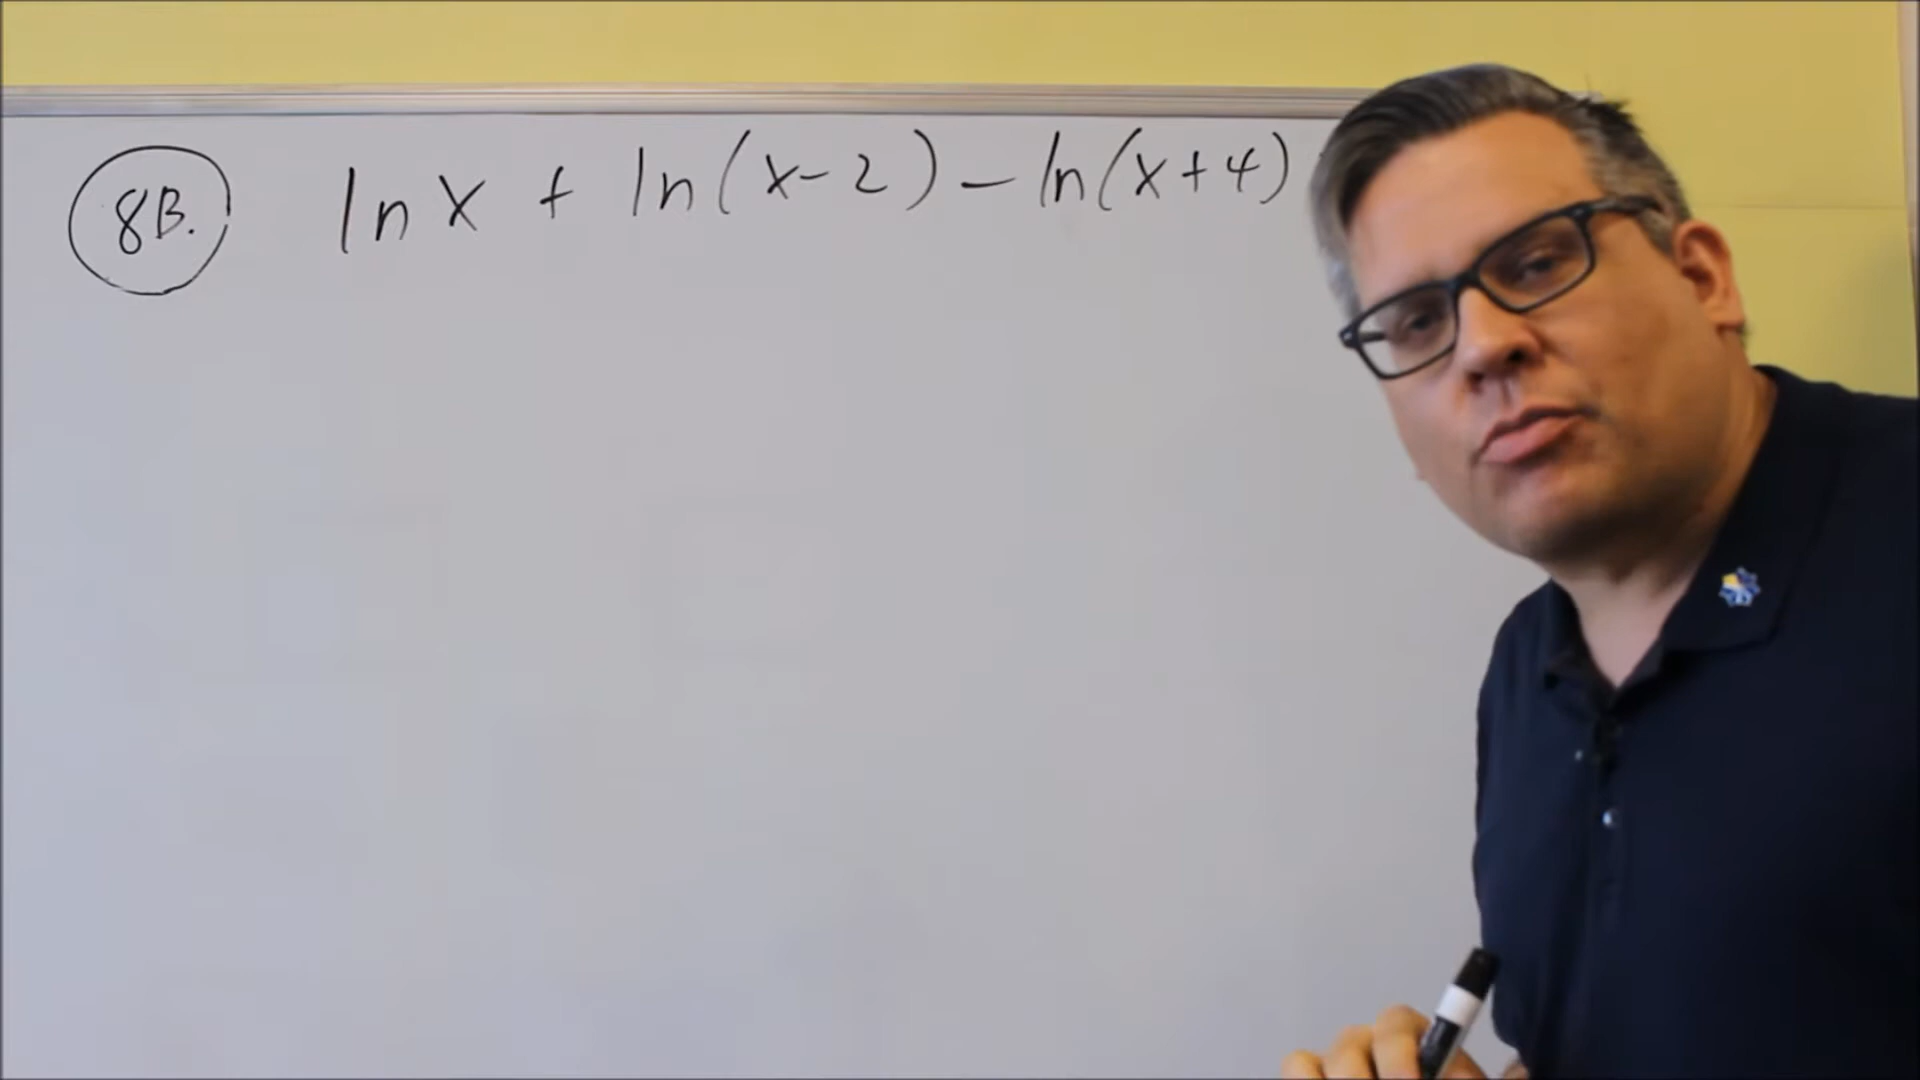 8B. ln x + ln(x-2) - ln(x+4)